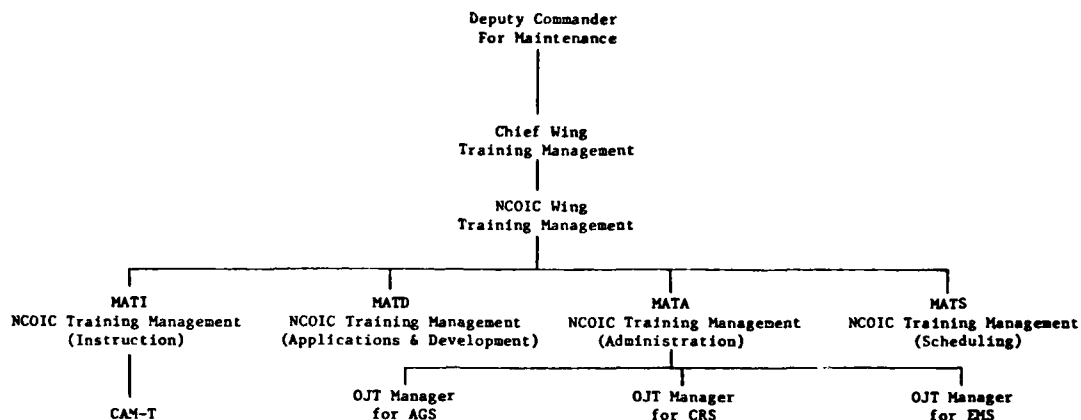 Deputy Commander
For Maintenance
Chief Wing
Training Management
NCOIC Wing
Training Management
MATI
NCOIC Training Management
(Instruction)
MATD
NCOIC Training Management
(Applications & Development)
MATA
NCOIC Training Management
(Administration)
MATS
NCOIC Training Management
(Scheduling)
CAM-T
OJT Manager
for AGS
OJT Manager
for CRS
OJT Manager
for EMS